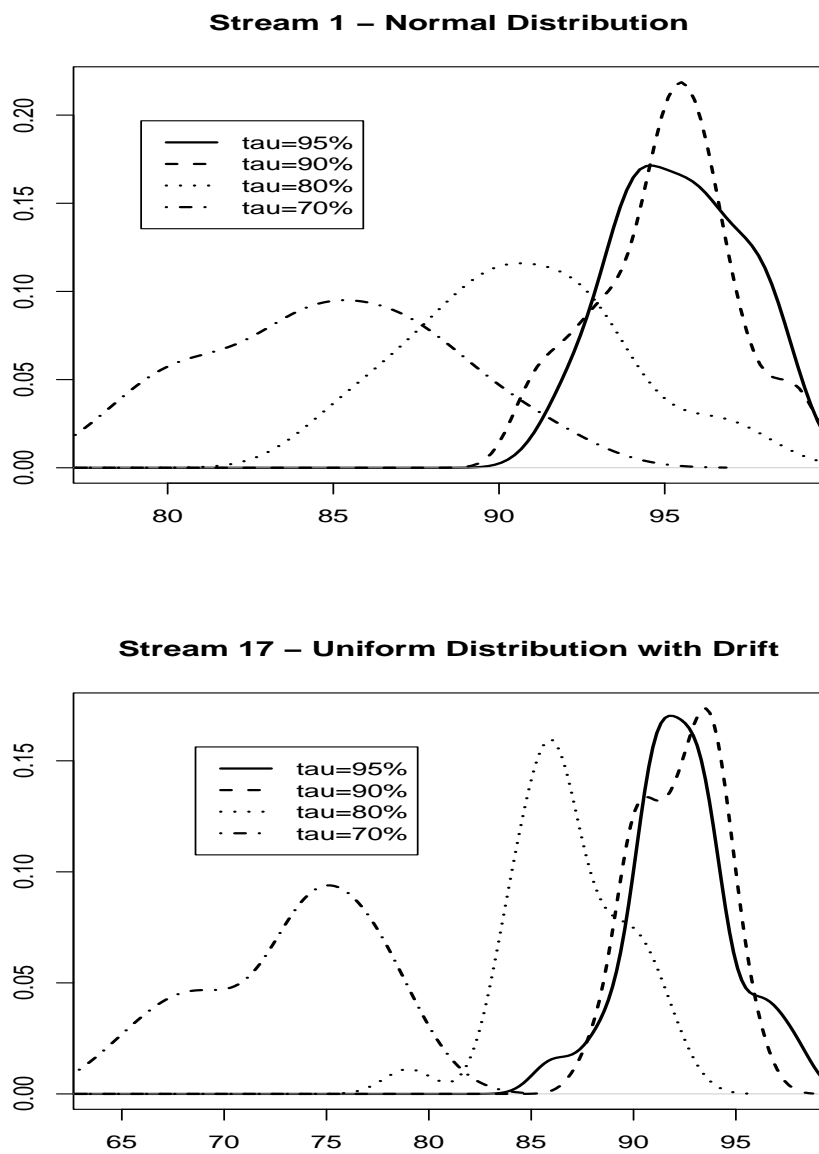 Stream 1 – Normal Distribution
tau=95%
tau=90%
tau=80%
tau=70%
0.20
0.15
0.10
0.05
0.00
80 85 90 95
Stream 17 – Uniform Distribution with Drift
tau=95%
tau=90%
tau=80%
tau=70%
0.15
0.10
0.05
0.00
65 70 75 80 85 90 95